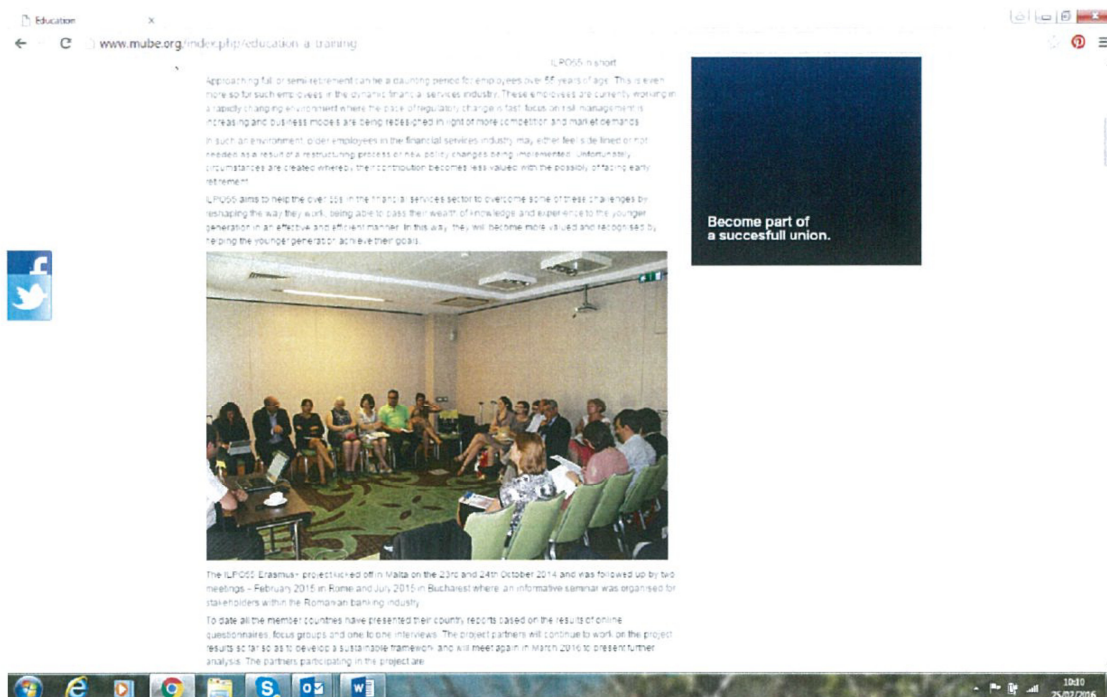 Education
www.mube.org/index.php/education-a-training
ILPO55 in short
Approaching full or semi retirement can be a daunting period for employees over 55 years of age. This is even
more so for such employees in the dynamic financial services industry. These employees are currently working in
a rapidly changing environment where the pace of regulatory change is fast, focus on risk management is
increasing and business models are being redesigned in light of more competition and market demands.
In such an environment, older employees in the financial services industry may either feel side lined or not
needed as a result of a restructuring process or new policy changes being implemented. Unfortunately
circumstances are created whereby their contribution becomes less valued with the possibly of facing early
retirement.
ILPO55 aims to help the over 55s in the financial services sector to overcome some of these challenges by
reshaping the way they work, being able to pass their wealth of knowledge and experience to the younger
generation in an effective and efficient manner. In this way, they will become more valued and recognised by
helping the younger generation achieve their goals.
Become part of
a succesfull union.
The ILPO55 Erasmus+ project kicked off in Malta on the 23rd and 24th October 2014 and was followed up by two
meetings – February 2015 in Rome and July 2015 in Bucharest where, an informative seminar was organised for
stakeholders within the Romanian banking industry.
To date all the member countries have presented their country reports based on the results of online
questionnaires, focus groups and one to one interviews. The project partners will continue to work on the project
results so far so as to develop a sustainable framework and will meet again in March 2016 to present further
analysis. The partners participating in the project are
10:10
25/02/2016